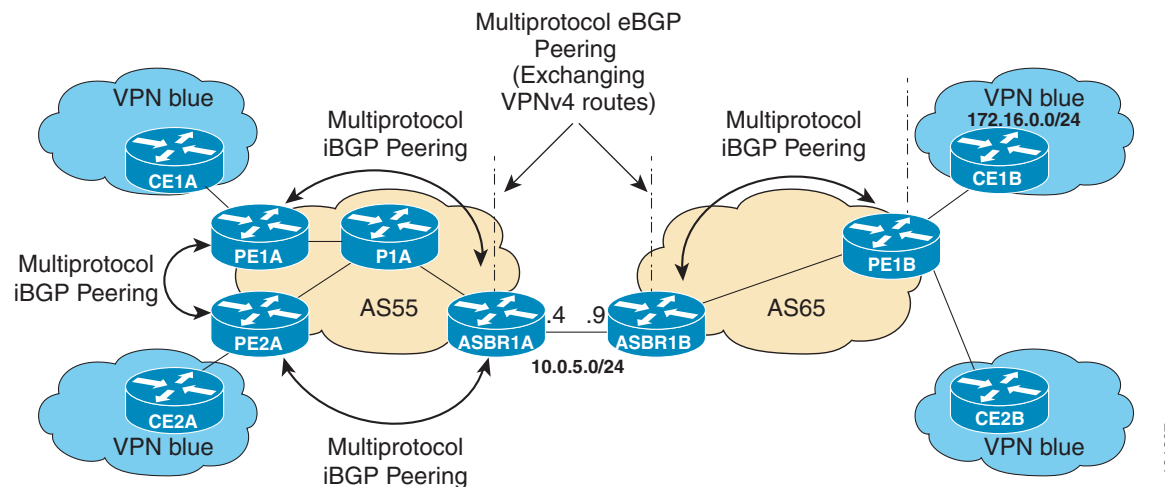 Multiprotocol eBGP
Peering
(Exchanging
VPNv4 routes)
VPN blue
Multiprotocol
iBGP Peering
Multiprotocol
iBGP Peering
VPN blue
172.16.0.0/24
CE1A
CE1B
PE1A
P1A
PE1B
Multiprotocol
iBGP Peering
AS55
AS65
PE2A
ASBR1A
.4
.9
ASBR1B
10.0.5.0/24
CE2A
CE2B
VPN blue
VPN blue
Multiprotocol
iBGP Peering